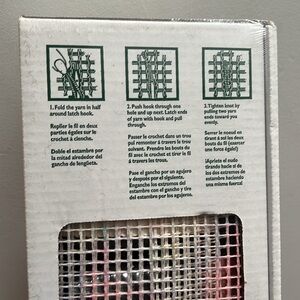 1. Fold the yarn in half
around latch hook.
Replier le fil en deux
parties égales sur le
crochet à clenche.
Doble el estambre por
la mitad alrededor del
gancho de lengüeta.
2. Push hook through one
hole and up next. Latch ends
of yarn with hook and pull
through.
Passer le crochet dans un trou
puis remonter à travers le trou
suivant. Prendre les bouts du
fil avec le crochet et tirer le fil
à travers les trous.
Pase el gancho por un agujero
y después por el siguiente.
Enganche los extremos del
estambre con el gancho y tire
por los agujeros.
3. Tighten knot by
pulling two yarn
ends toward you
evenly.
Serrer le noeud en
tirant à soi les deux
bouts du fil (exercer
une force égale)
¡Apriete el nudo
tirando hacia si de
los dos extremos de
estambre haciendo
una misma fuerza!